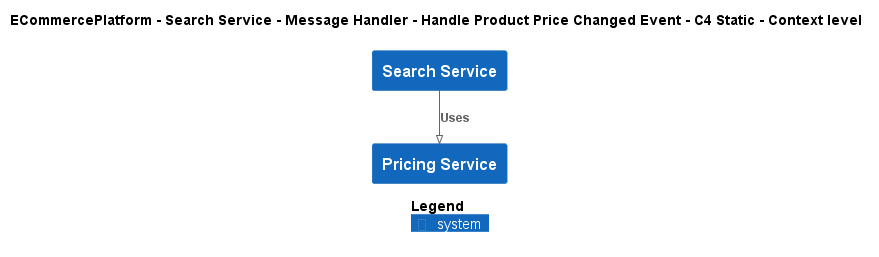 ECommercePlatform - Search Service - Message Handler - Handle Product Price Changed Event - C4 Static - Context level
Search Service
Uses
Pricing Service
Legend
system